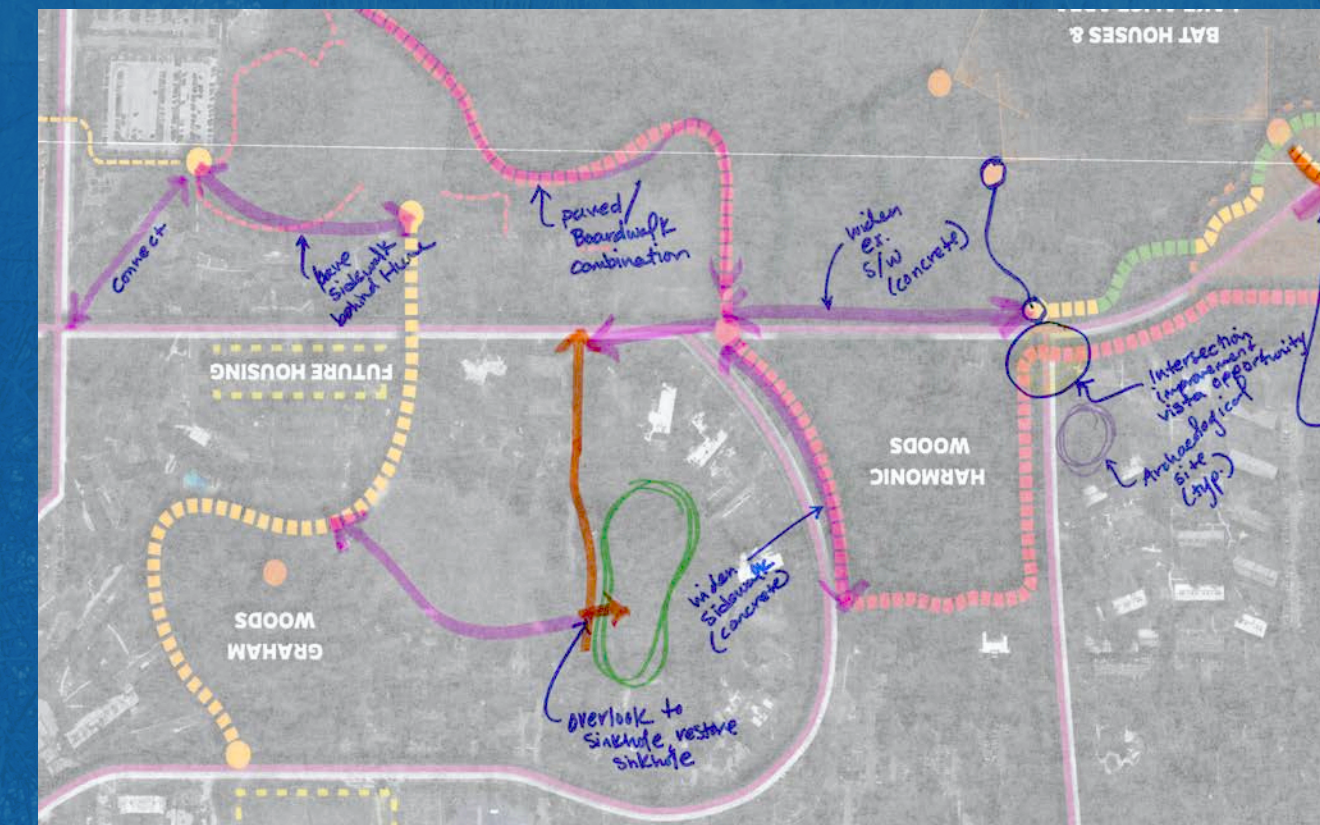 BAT HOUSES &
connect
pave
sidewalk
behind
paved/
Boardwalk
combination
widen
ex.
s/w
(concrete)
FUTURE HOUSING
Intersection
improvement
vista opportunity
Archaeological
site
(typ.)
HARMONIC
WOODS
widen
sidewalk
(concrete)
GRAHAM
WOODS
overlook to
sinkhole, restore
sinkhole